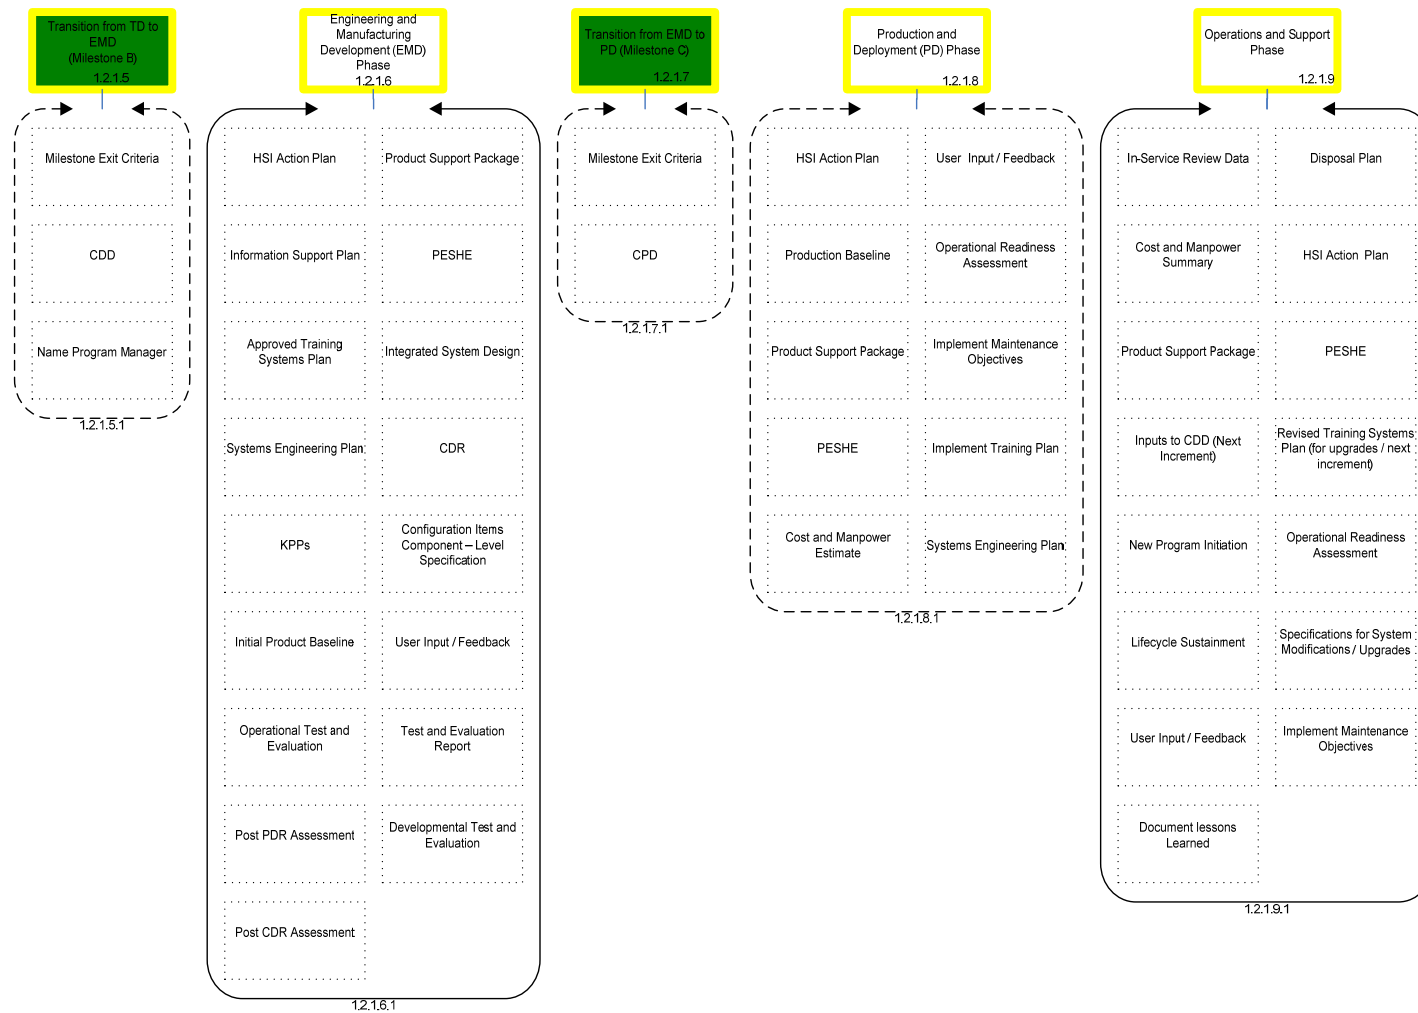 Transition from TD to
EMD
(Milestone B)
1.2.1.5
Milestone Exit Criteria
CDD
Name Program Manager
1.2.1.5.1
Engineering and
Manufacturing
Development (EMD)
Phase
1.2.1.6
HSI Action Plan
Product Support Package
Information Support Plan
PESHE
Approved Training
Systems Plan
Integrated System Design
Systems Engineering Plan
CDR
KPPs
Configuration Items
Component – Level
Specification
Initial Product Baseline
User Input / Feedback
Operational Test and
Evaluation
Test and Evaluation
Report
Post PDR Assessment
Developmental Test and
Evaluation
Post CDR Assessment
1.2.1.6.1
Transition from EMD to
PD (Milestone C)
1.2.1.7
Milestone Exit Criteria
CPD
1.2.1.7.1
Production and
Deployment (PD) Phase
1.2.1.8
HSI Action Plan
User Input / Feedback
Production Baseline
Operational Readiness
Assessment
Product Support Package
Implement Maintenance
Objectives
PESHE
Implement Training Plan
Cost and Manpower
Estimate
Systems Engineering Plan
1.2.1.8.1
Operations and Support
Phase
1.2.1.9
In-Service Review Data
Disposal Plan
Cost and Manpower
Summary
HSI Action Plan
Product Support Package
PESHE
Inputs to CDD (Next
Increment)
Revised Training Systems
Plan (for upgrades / next
increment)
New Program Initiation
Operational Readiness
Assessment
Lifecycle Sustainment
Specifications for System
Modifications / Upgrades
User Input / Feedback
Implement Maintenance
Objectives
Document lessons
Learned
1.2.1.9.1